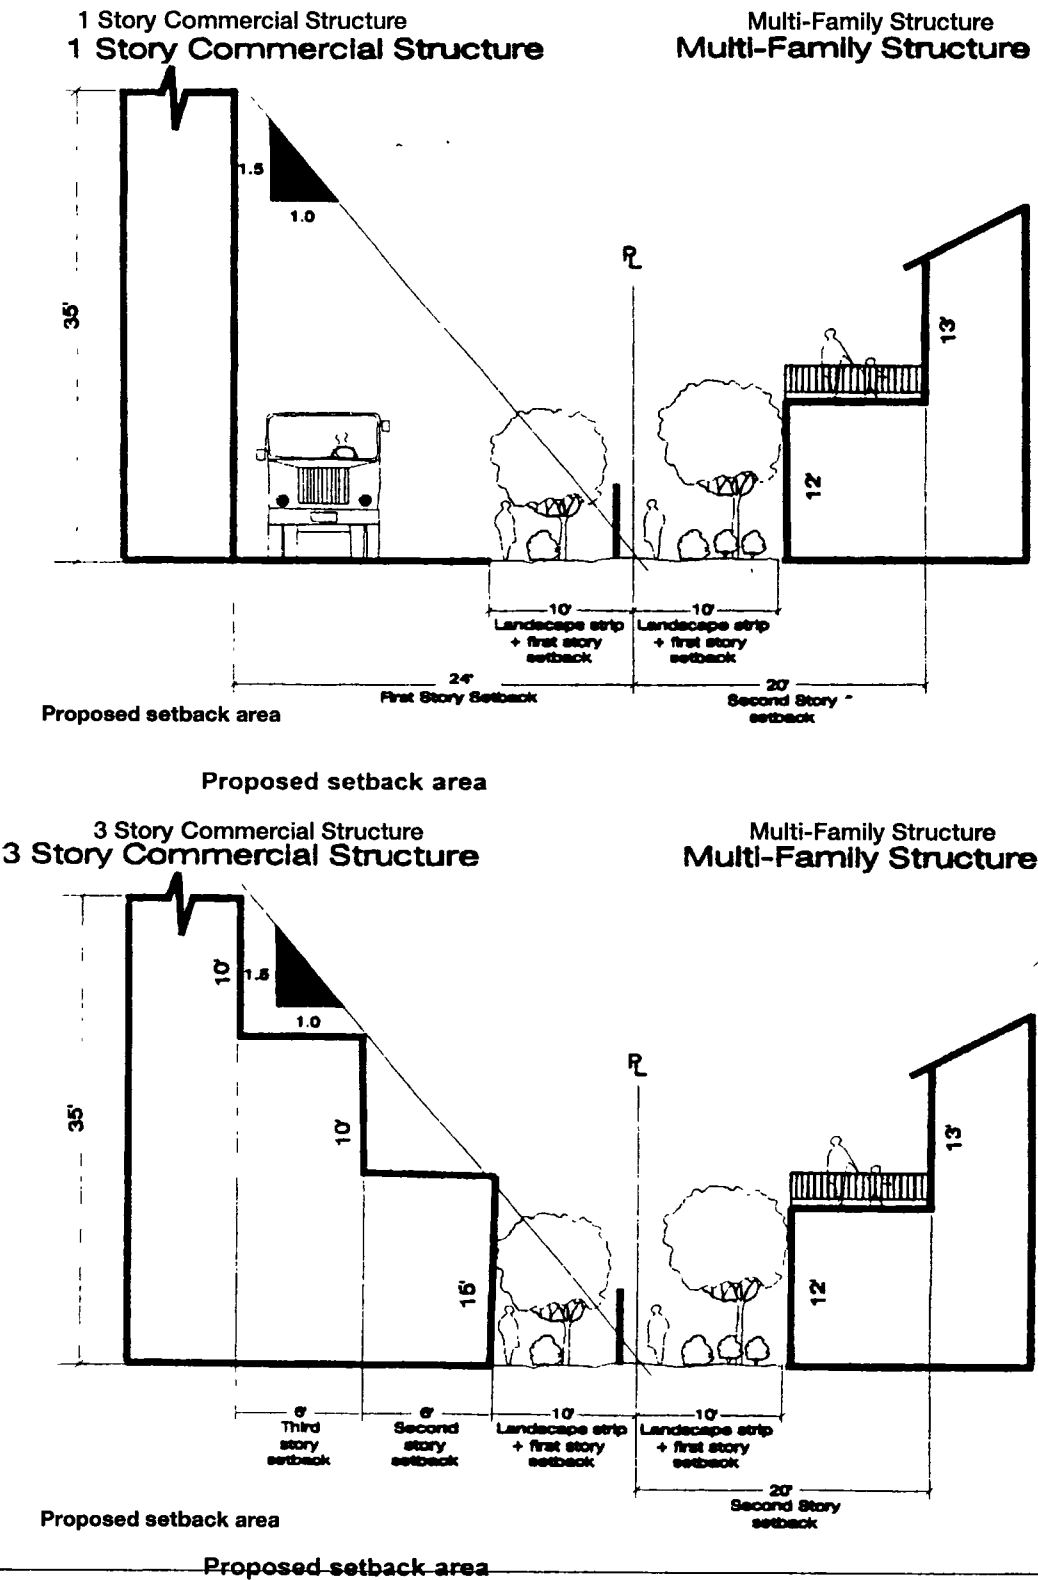 1 Story Commercial Structure
Multi-Family Structure
1 Story Commercial Structure
Multi-Family Structure
1.5
1.0
PL
35'
13'
12'
10'
10'
Landscape strip
+ first story
setback
Landscape strip
+ first story
setback
24'
First Story Setback
20'
Second Story
setback
Proposed setback area
Proposed setback area
3 Story Commercial Structure
Multi-Family Structure
3 Story Commercial Structure
Multi-Family Structure
10'
1.5
1.0
PL
35'
10'
13'
15'
12'
6'
Third
story
setback
6'
Second
story
setback
10'
Landscape strip
+ first story
setback
10'
Landscape strip
+ first story
setback
20'
Second Story
setback
Proposed setback area
Proposed setback area